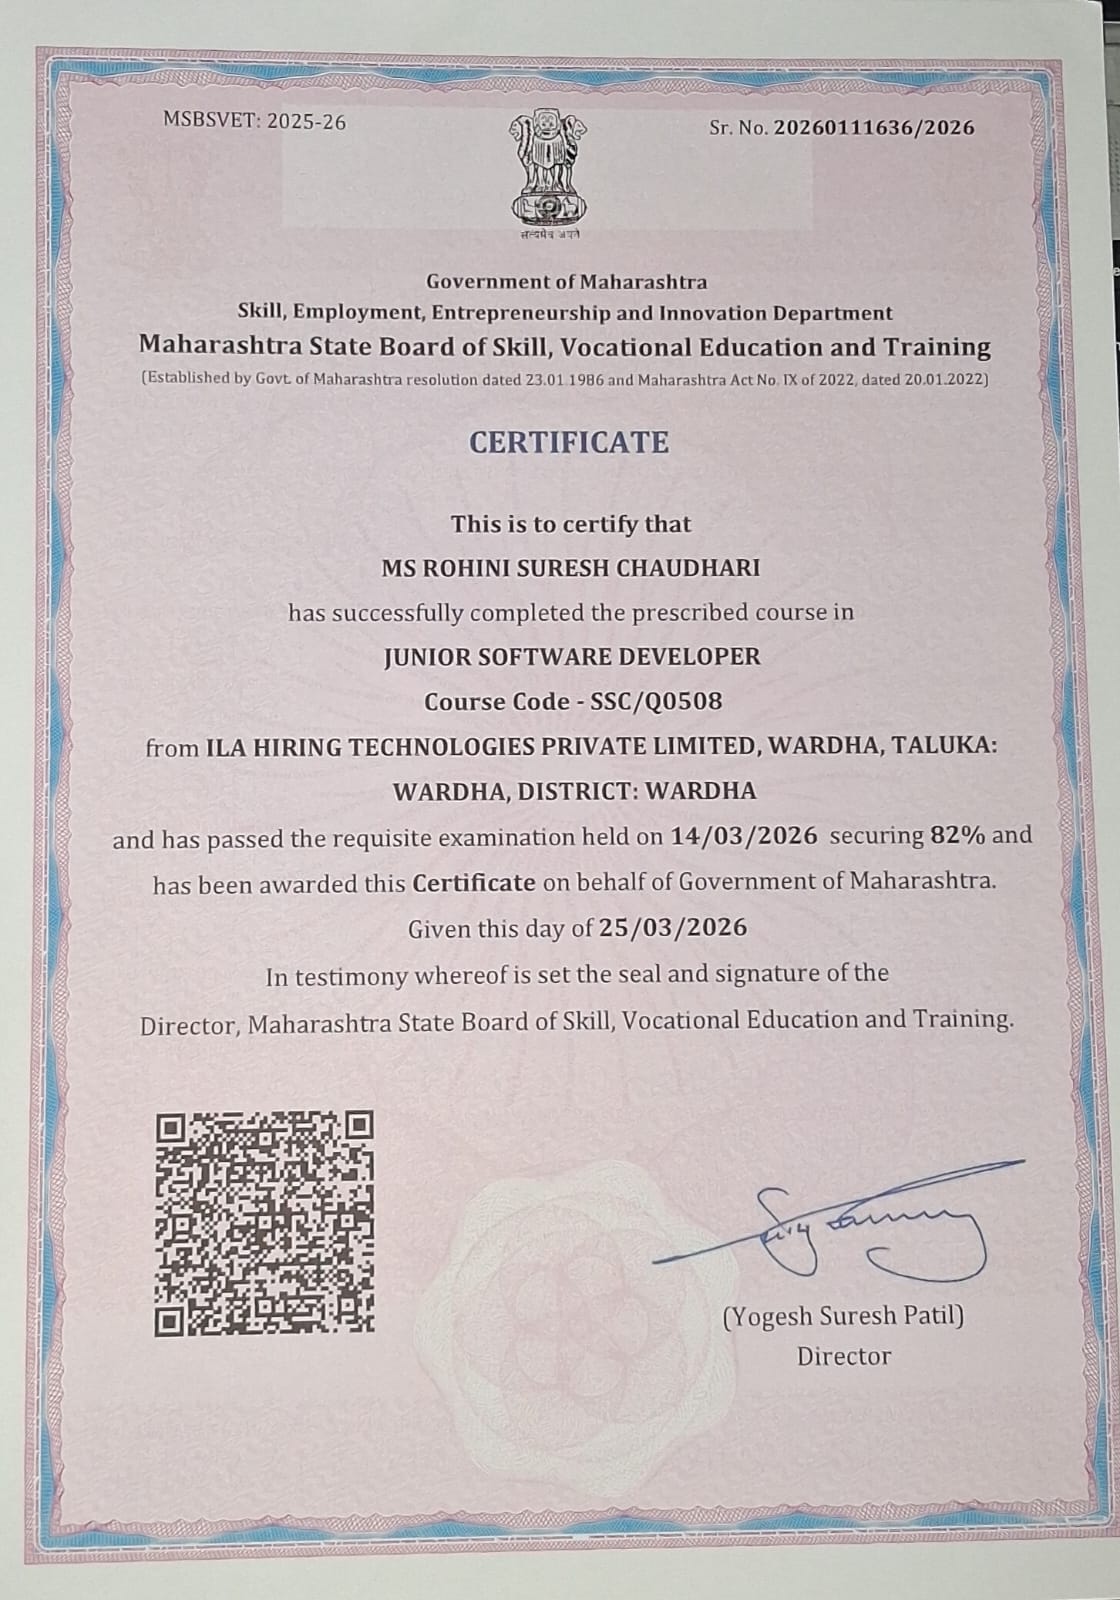 MSBSVET: 2025-26
Sr. No. 20260111636/2026
सत्यमेव जयते
Government of Maharashtra
Skill, Employment, Entrepreneurship and Innovation Department
Maharashtra State Board of Skill, Vocational Education and Training
(Established by Govt. of Maharashtra resolution dated 23.01.1986 and Maharashtra Act No. IX of 2022, dated 20.01.2022)
CERTIFICATE
This is to certify that
MS ROHINI SURESH CHAUDHARI
has successfully completed the prescribed course in
JUNIOR SOFTWARE DEVELOPER
Course Code - SSC/Q0508
from ILA HIRING TECHNOLOGIES PRIVATE LIMITED, WARDHA, TALUKA:
WARDHA, DISTRICT: WARDHA
and has passed the requisite examination held on 14/03/2026 securing 82% and
has been awarded this Certificate on behalf of Government of Maharashtra.
Given this day of 25/03/2026
In testimony whereof is set the seal and signature of the
Director, Maharashtra State Board of Skill, Vocational Education and Training.
(Yogesh Suresh Patil)
Director